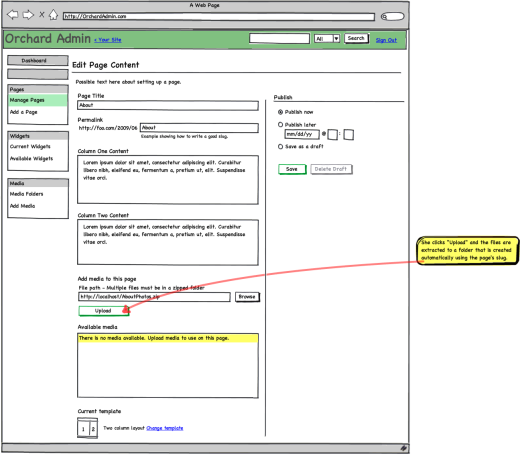 A Web Page
http://OrchardAdmin.com
Orchard Admin < Your Site
All
Search
Sign Out
Dashboard
Pages
Manage Pages
Add a Page
Widgets
Current Widgets
Available Widgets
Media
Media Folders
Add Media
Edit Page Content
Possible text here about setting up a page.
Page Title
About
Permalink
http://foo.com/2009/06 About
Example showing how to write a good slug.
Column One Content
Lorem ipsum dolor sit amet, consectetur adipiscing elit. Curabitur
libero nibh, eleifend eu, fermentum a, pretium ut, elit. Suspendisse
vitae orci.
Column Two Content
Lorem ipsum dolor sit amet, consectetur adipiscing elit. Curabitur
libero nibh, eleifend eu, fermentum a, pretium ut, elit. Suspendisse
vitae orci.
Add media to this page
File path - Multiple files must be in a zipped folder
http://localhost/AboutPhotos.zip
Browse
Upload
Available media
There is no media available. Upload media to use on this page.
Current template
1 2
Two column layout Change template
Publish
Publish now
Publish later
mm/dd/yy @ :
Save as a draft
Save
Delete Draft
She clicks "Upload" and the files are
extracted to a folder that is created
automatically using the page's slug.